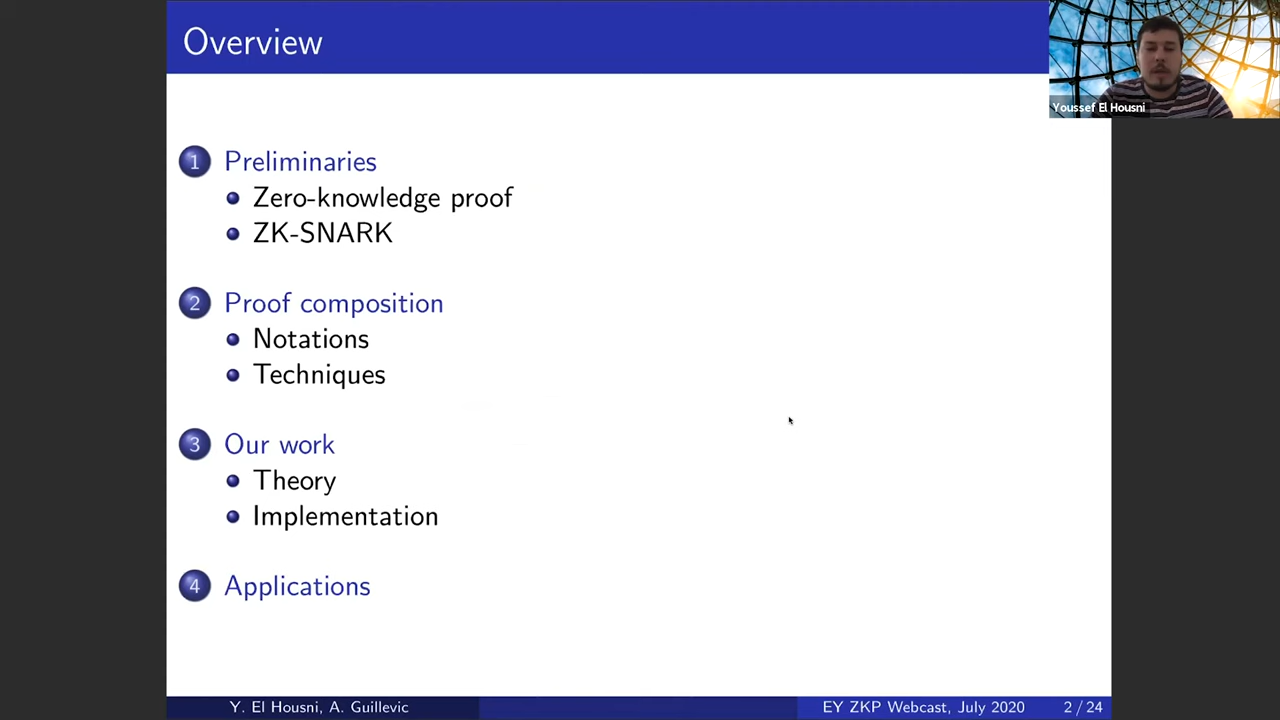 Overview
Youssef El Housni
1 Preliminaries
Zero-knowledge proof
ZK-SNARK
2 Proof composition
Notations
Techniques
3 Our work
Theory
Implementation
4 Applications
Y. El Housni, A. Guillevic EY ZKP Webcast, July 2020 2 / 24